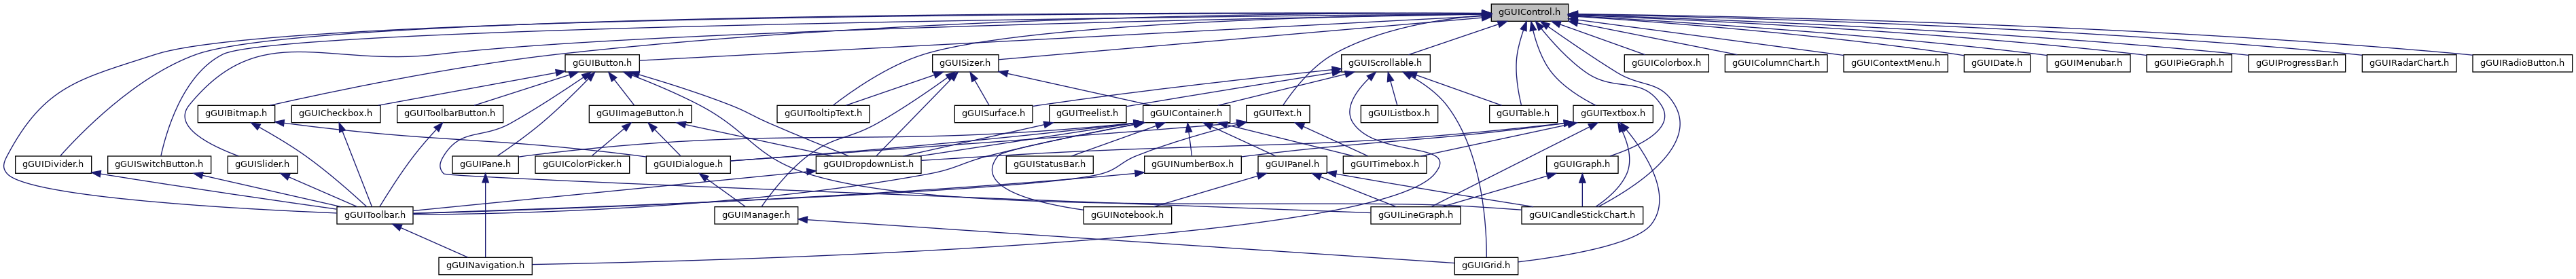 gGUIControl.h
gGUIButton.h
gGUISizer.h
gGUIScrollable.h
gGUIColorbox.h
gGUIColumnChart.h
gGUIContextMenu.h
gGUIDate.h
gGUIMenubar.h
gGUIPieGraph.h
gGUIProgressBar.h
gGUIRadarChart.h
gGUIRadioButton.h
gGUIBitmap.h
gGUICheckbox.h
gGUIToolbarButton.h
gGUIImageButton.h
gGUITooltipText.h
gGUISurface.h
gGUITreelist.h
gGUIContainer.h
gGUIText.h
gGUIListbox.h
gGUITable.h
gGUITextbox.h
gGUIDivider.h
gGUISwitchButton.h
gGUISlider.h
gGUIPane.h
gGUIColorPicker.h
gGUIDialogue.h
gGUIDropdownList.h
gGUIStatusBar.h
gGUINumberBox.h
gGUIPanel.h
gGUITimebox.h
gGUIGraph.h
gGUIToolbar.h
gGUIManager.h
gGUINotebook.h
gGUILineGraph.h
gGUICandleStickChart.h
gGUINavigation.h
gGUIGrid.h